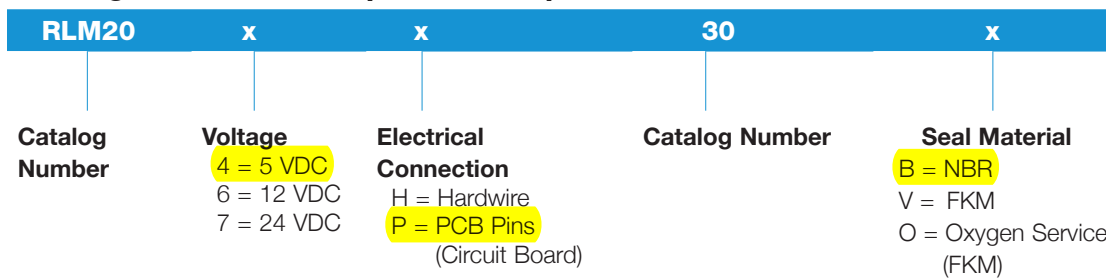 RLM20 x x 30 x
Catalog Number
Voltage
4 = 5 VDC
6 = 12 VDC
7 = 24 VDC
Electrical
Connection
H = Hardwire
P = PCB Pins
(Circuit Board)
Catalog Number
Seal Material
B = NBR
V = FKM
O = Oxygen Service
(FKM)